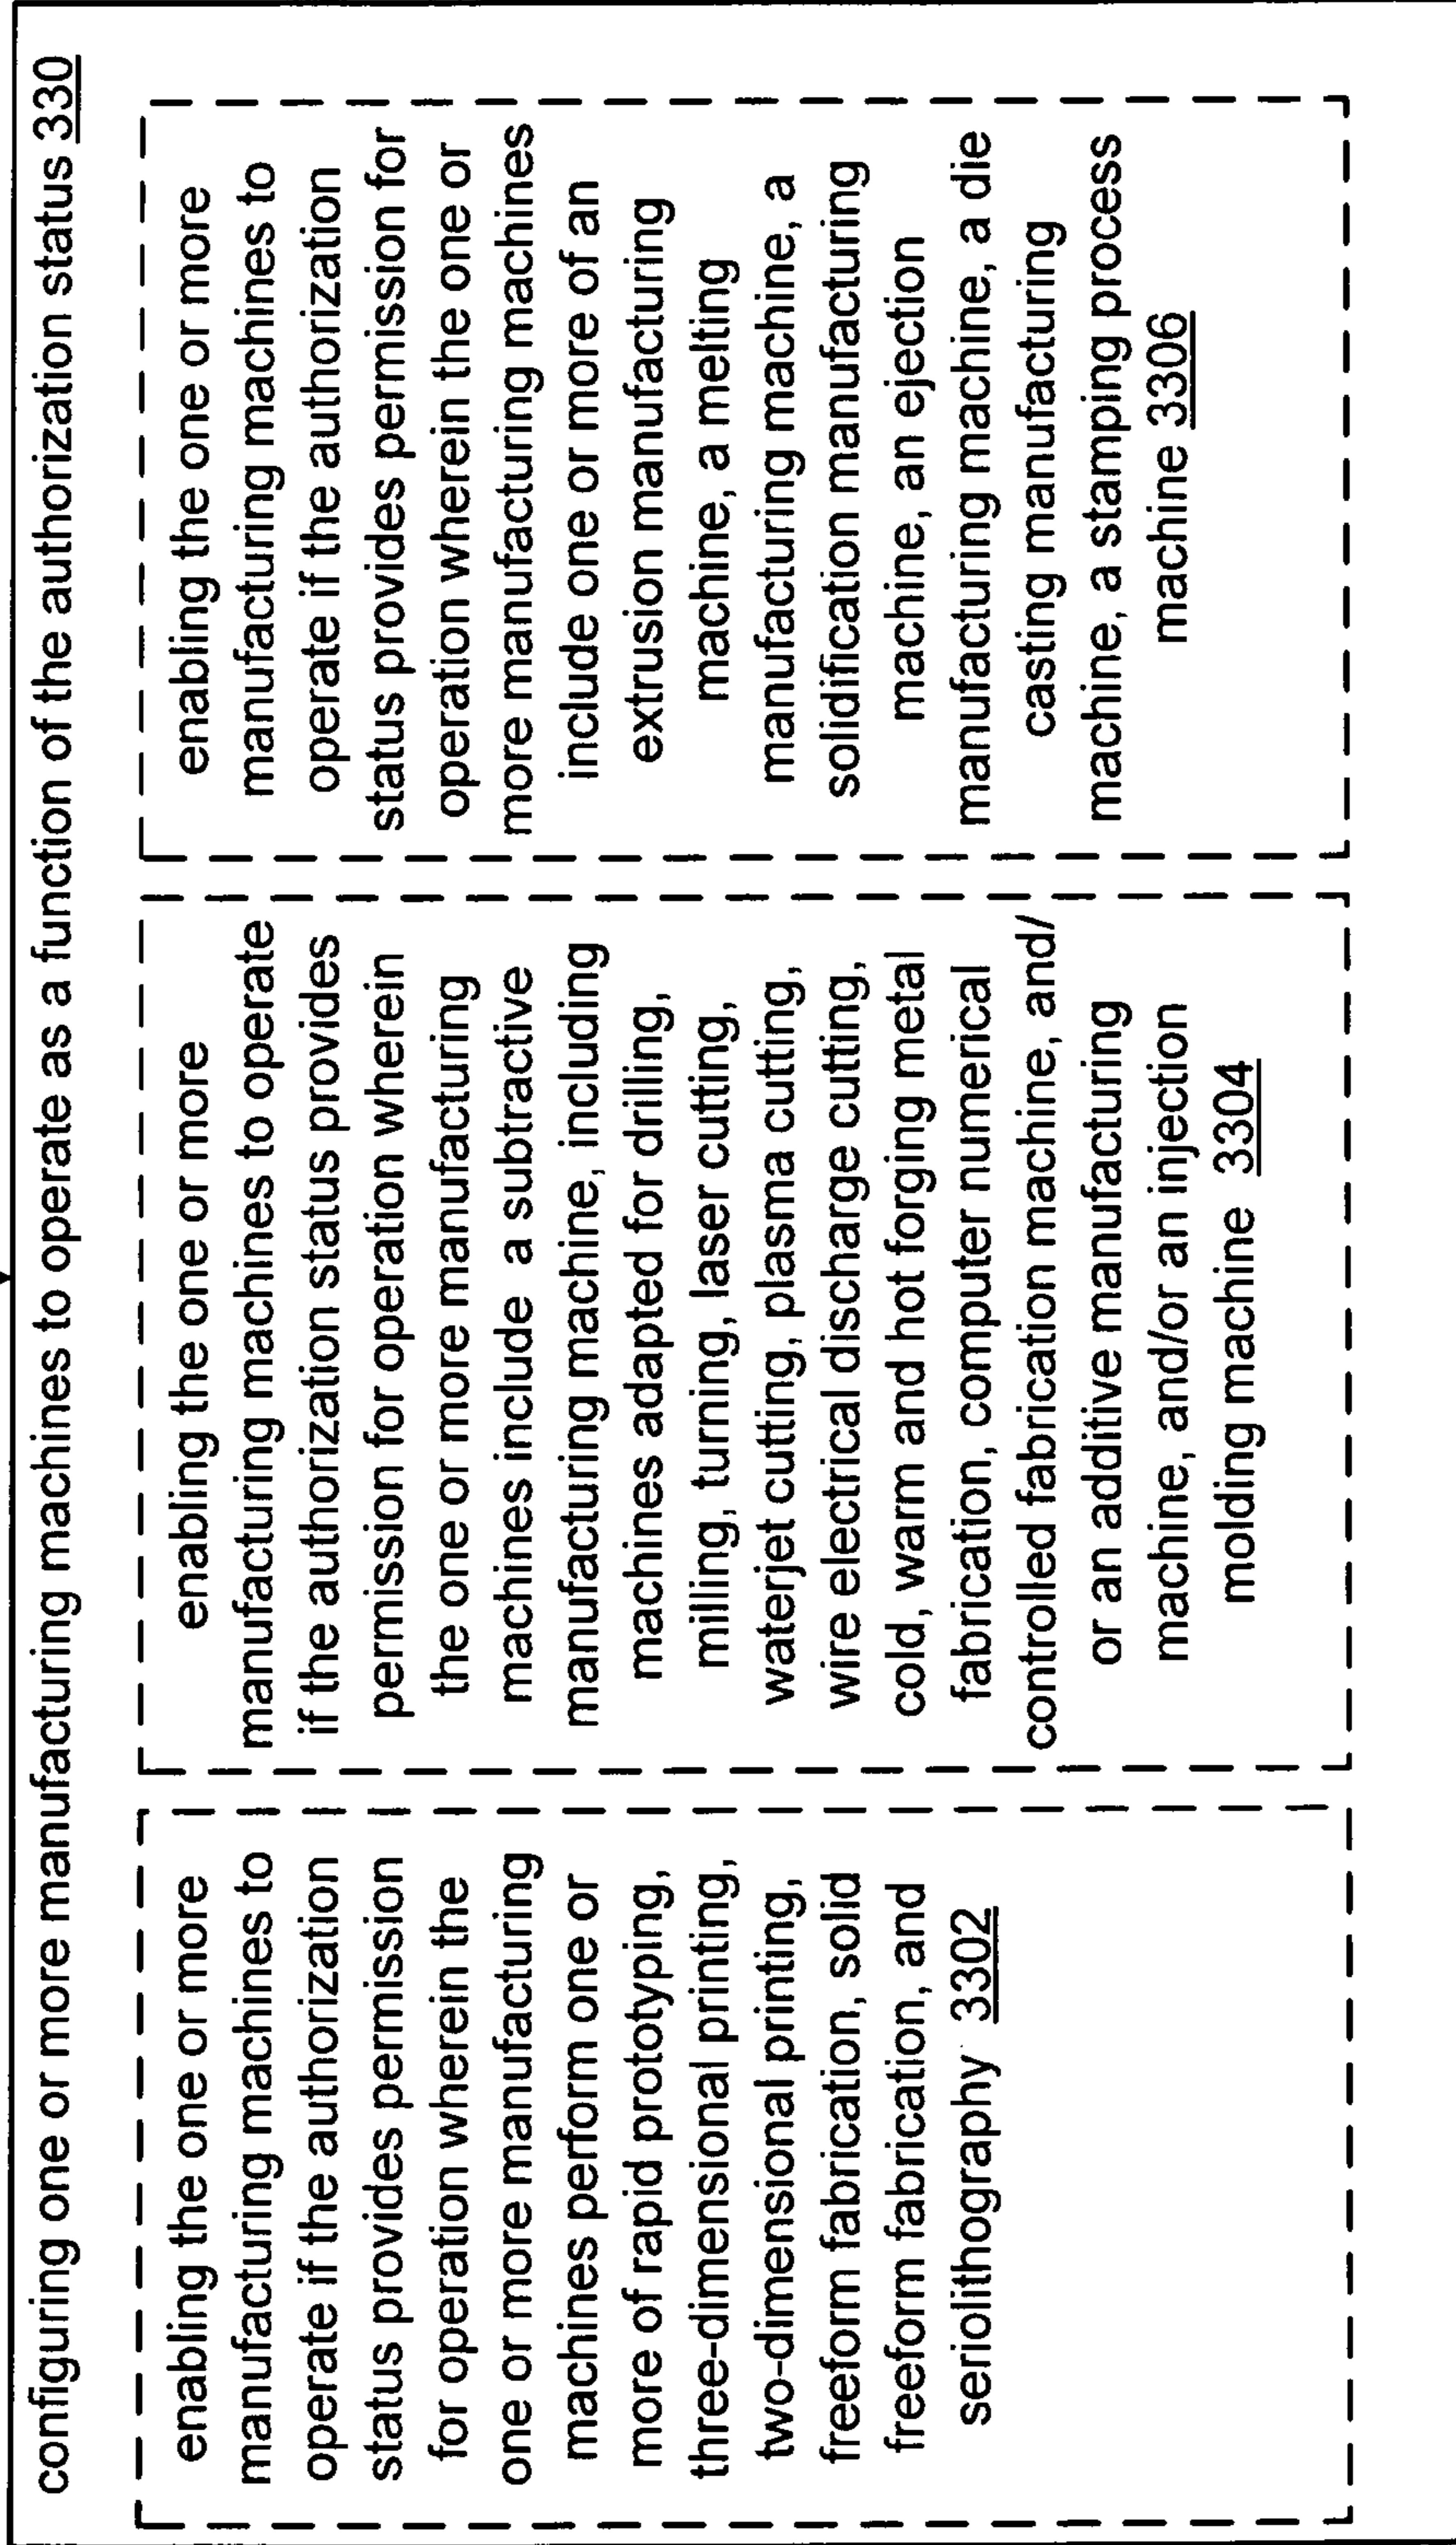 configuring one or more manufacturing machines to operate as a function of the authorization status 330
enabling the one or more
manufacturing machines to
operate if the authorization
status provides permission
for operation wherein the
one or more manufacturing
machines perform one or
more of rapid prototyping,
three-dimensional printing,
two-dimensional printing,
freeform fabrication, solid
freeform fabrication, and
seriolithography 3302
enabling the one or more
manufacturing machines to operate
if the authorization status provides
permission for operation wherein
the one or more manufacturing
machines include a subtractive
manufacturing machine, including
machines adapted for drilling,
milling, turning, laser cutting,
waterjet cutting, plasma cutting,
wire electrical discharge cutting,
cold, warm and hot forging metal
fabrication, computer numerical
controlled fabrication machine, and/
or an additive manufacturing
machine, and/or an injection
molding machine 3304
enabling the one or more
manufacturing machines to
operate if the authorization
status provides permission for
operation wherein the one or
more manufacturing machines
include one or more of an
extrusion manufacturing
machine, a melting
manufacturing machine, a
solidification manufacturing
machine, an ejection
manufacturing machine, a die
casting manufacturing
machine, a stamping process
machine 3306